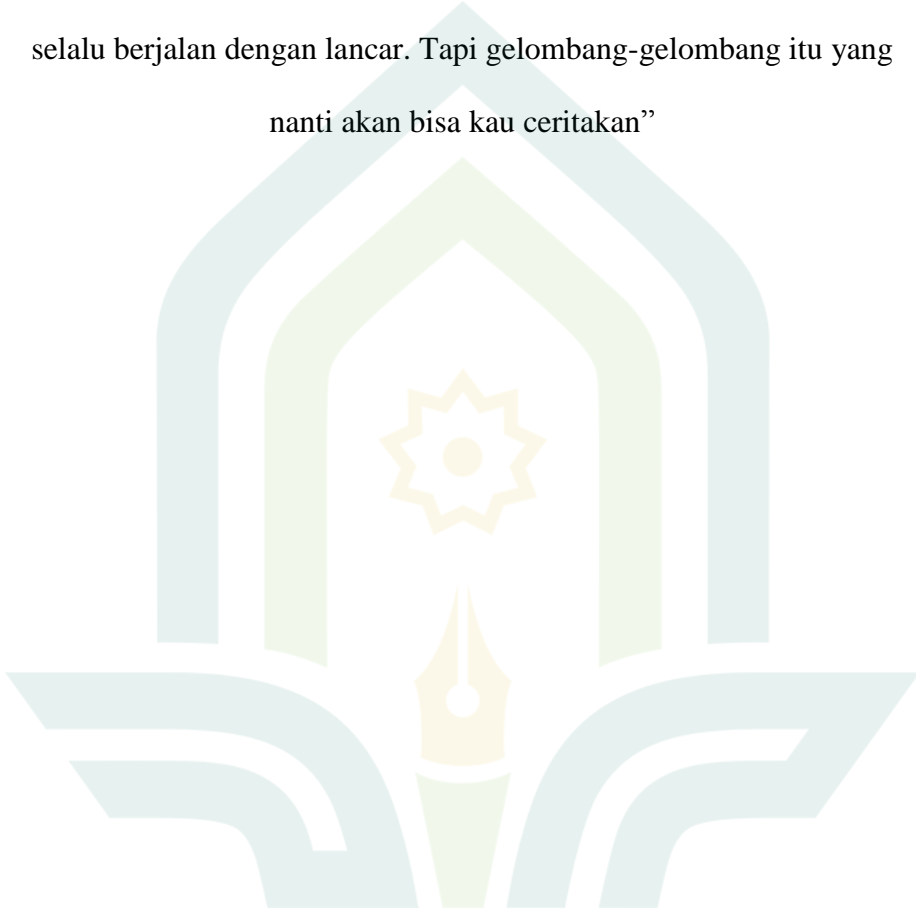 selalu berjalan dengan lancar. Tapi gelombang-gelombang itu yang
nanti akan bisa kau ceritakan”